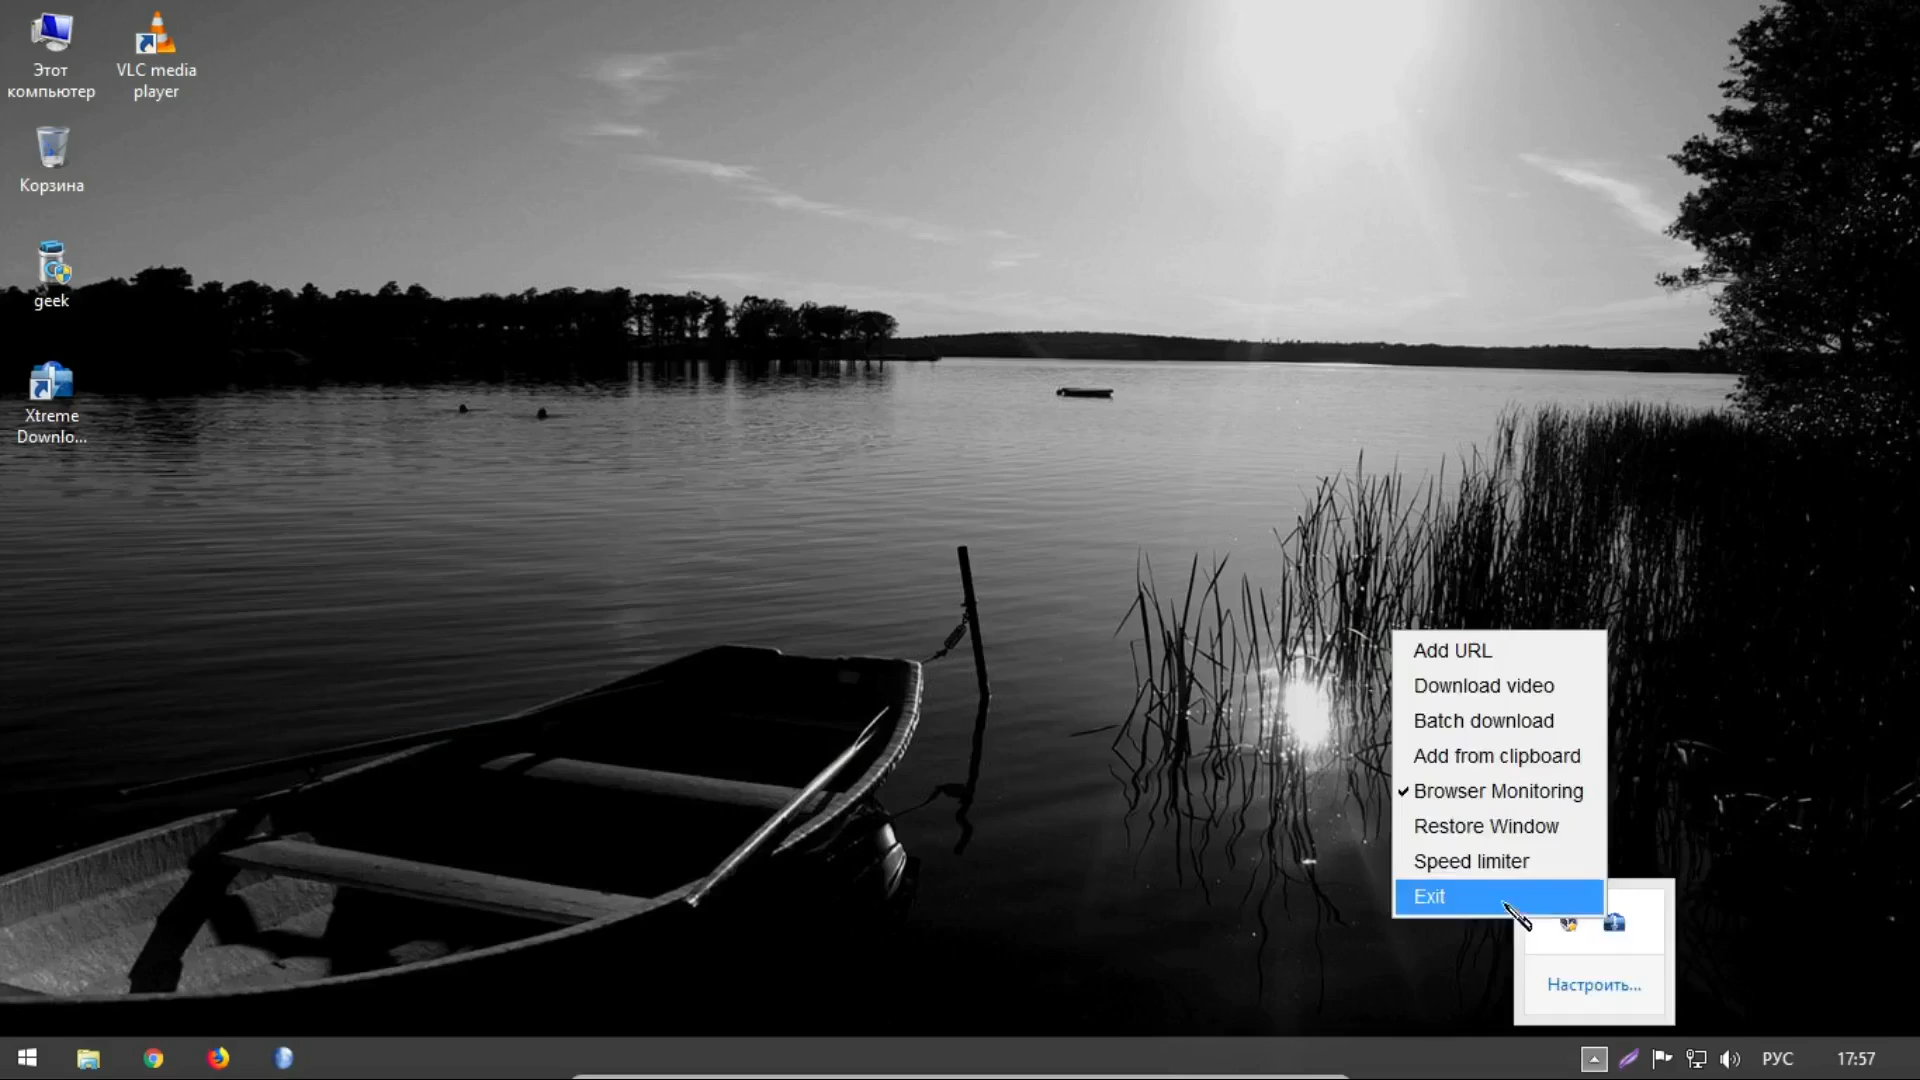 Этот
компьютер
VLC media
player
Корзина
geek
Xtreme
Downlo...
Add URL
Download video
Batch download
Add from clipboard
Browser Monitoring
Restore Window
Speed limiter
Exit
Настроить...
РУС
17:57